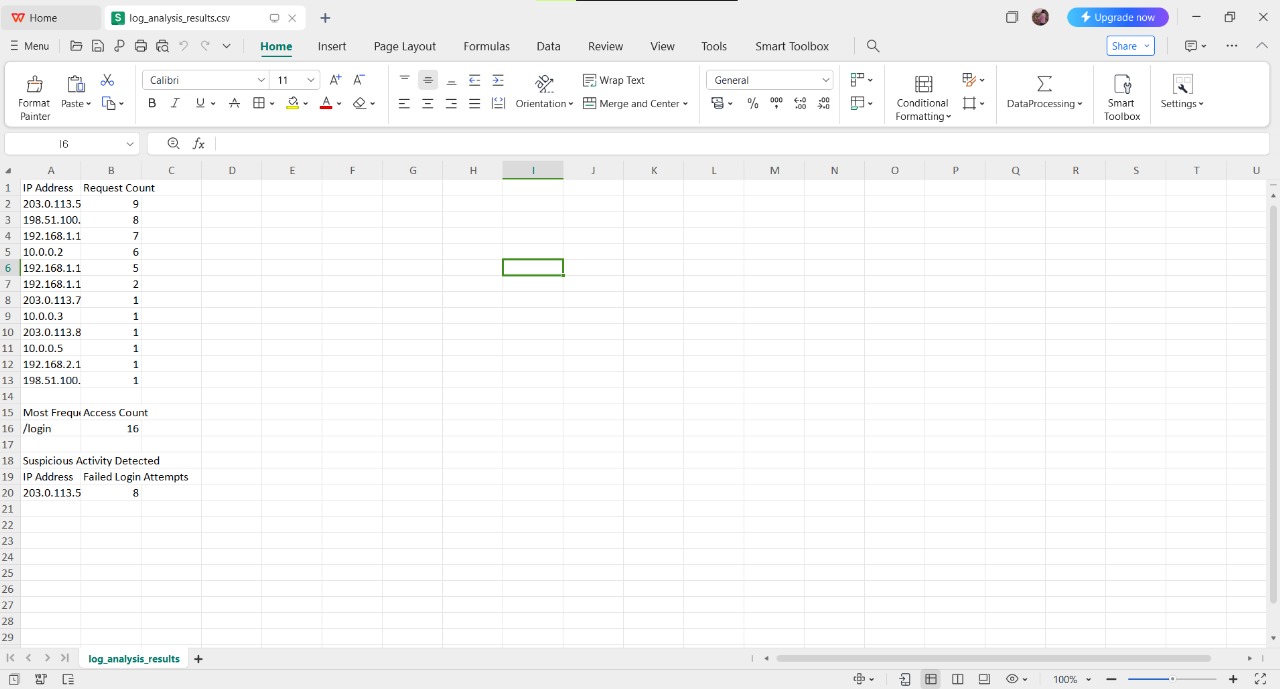 Home log_analysis_results.csv Upgrade now
Menu Home Insert Page Layout Formulas Data Review View Tools Smart Toolbox Share
Format Painter Paste Calibri 11 A+ A- B I U A A Orientation Wrap Text Merge and Center General % Conditional Formatting DataProcessing Smart Toolbox Settings
I6 fx
A B C D E F G H I J K L M N O P Q R S T U
1 IP Address Request Count
2 203.0.113.5 9
3 198.51.100. 8
4 192.168.1.1 7
5 10.0.0.2 6
6 192.168.1.1 5
7 192.168.1.1 2
8 203.0.113.7 1
9 10.0.0.3 1
10 203.0.113.8 1
11 10.0.0.5 1
12 192.168.2.1 1
13 198.51.100. 1
14
15 Most Frequ Access Count
16 /login 16
17
18 Suspicious Activity Detected
19 IP Address Failed Login Attempts
20 203.0.113.5 8
21
22
23
24
25
26
27
28
29
log_analysis_results
100%